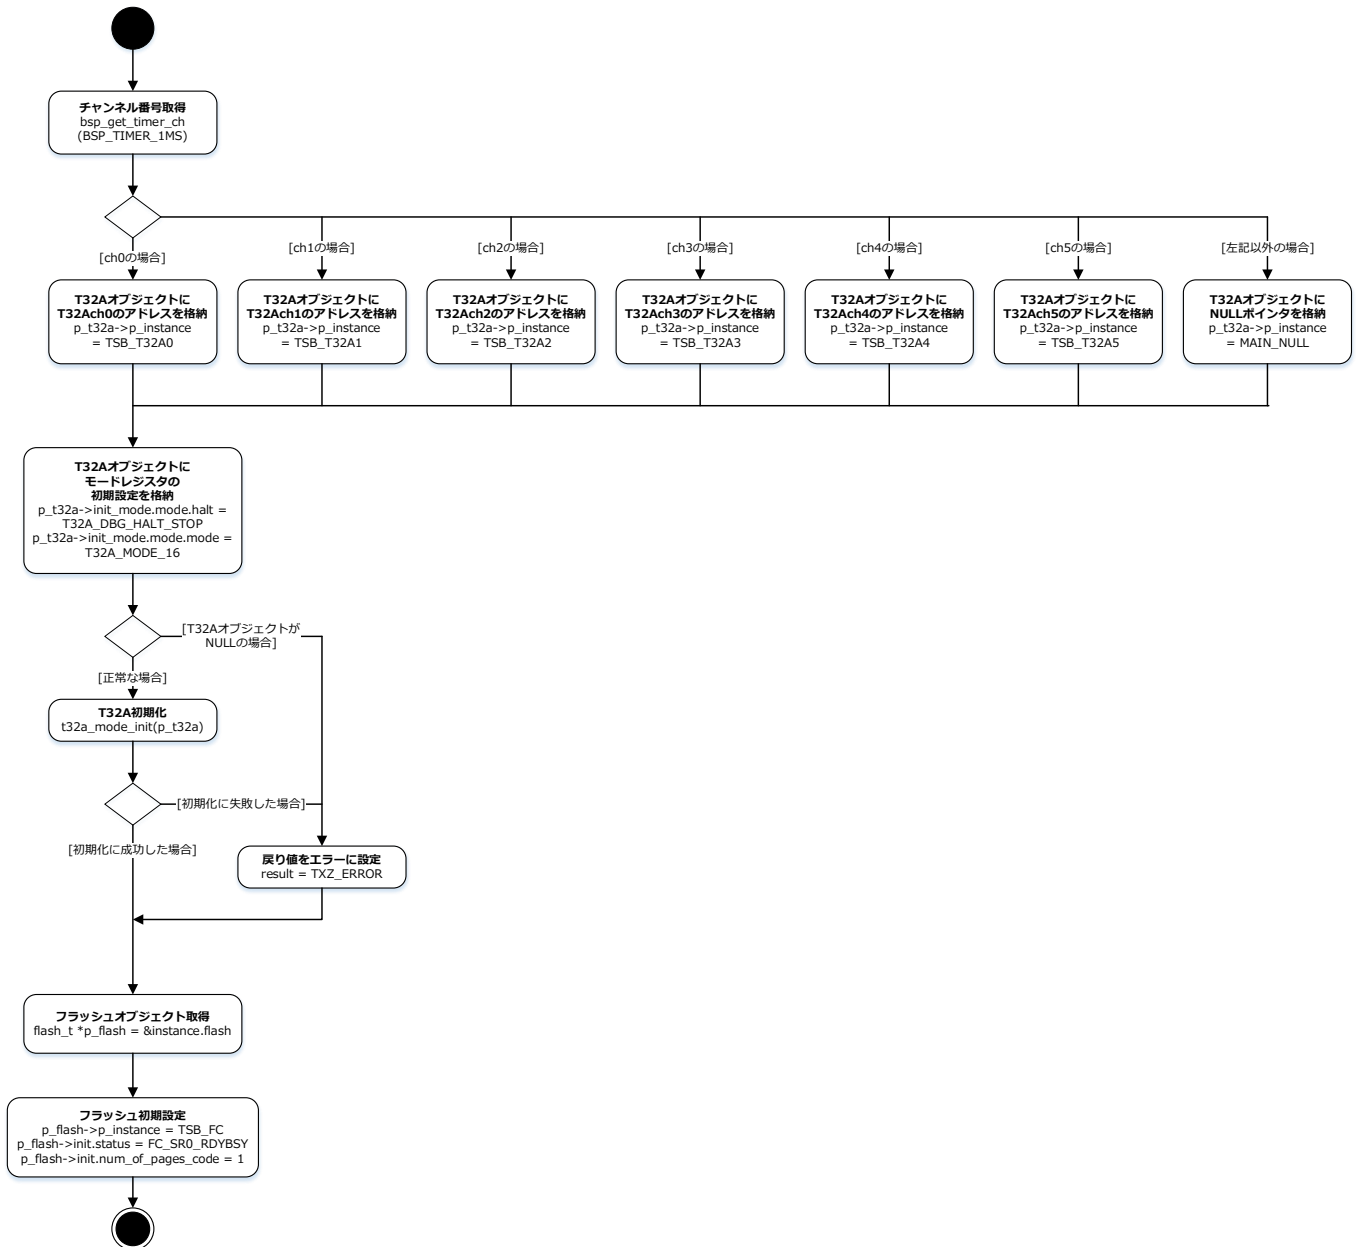 チャンネル番号取得
bsp_get_timer_ch
(BSP_TIMER_1MS)
[ch0の場合]
[ch1の場合]
[ch2の場合]
[ch3の場合]
[ch4の場合]
[ch5の場合]
[左記以外の場合]
T32Aオブジェクトに
T32Ach0のアドレスを格納
p_t32a->p_instance
= TSB_T32A0
T32Aオブジェクトに
T32Ach1のアドレスを格納
p_t32a->p_instance
= TSB_T32A1
T32Aオブジェクトに
T32Ach2のアドレスを格納
p_t32a->p_instance
= TSB_T32A2
T32Aオブジェクトに
T32Ach3のアドレスを格納
p_t32a->p_instance
= TSB_T32A3
T32Aオブジェクトに
T32Ach4のアドレスを格納
p_t32a->p_instance
= TSB_T32A4
T32Aオブジェクトに
T32Ach5のアドレスを格納
p_t32a->p_instance
= TSB_T32A5
T32Aオブジェクトに
NULLポインタを格納
p_t32a->p_instance
= MAIN_NULL
T32Aオブジェクトに
モードレジスタの
初期設定を格納
p_t32a->init_mode.mode.halt =
T32A_DBG_HALT_STOP
p_t32a->init_mode.mode.mode =
T32A_MODE_16
[T32Aオブジェクトが
NULLの場合]
[正常な場合]
T32A初期化
t32a_mode_init(p_t32a)
[初期化に失敗した場合]
[初期化に成功した場合]
戻り値をエラーに設定
result = TXZ_ERROR
フラッシュオブジェクト取得
flash_t *p_flash = &instance.flash
フラッシュ初期設定
p_flash->p_instance = TSB_FC
p_flash->init.status = FC_SR0_RDYBSY
p_flash->init.num_of_pages_code = 1